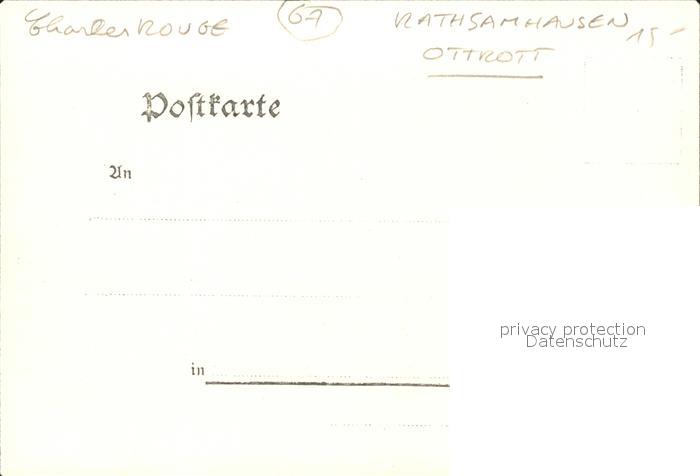 Charles ROUGE 67 RATHSAMHAUSEN 15-
OTTROTT
Poſtkarte
An
in
privacy protection
Datenschutz